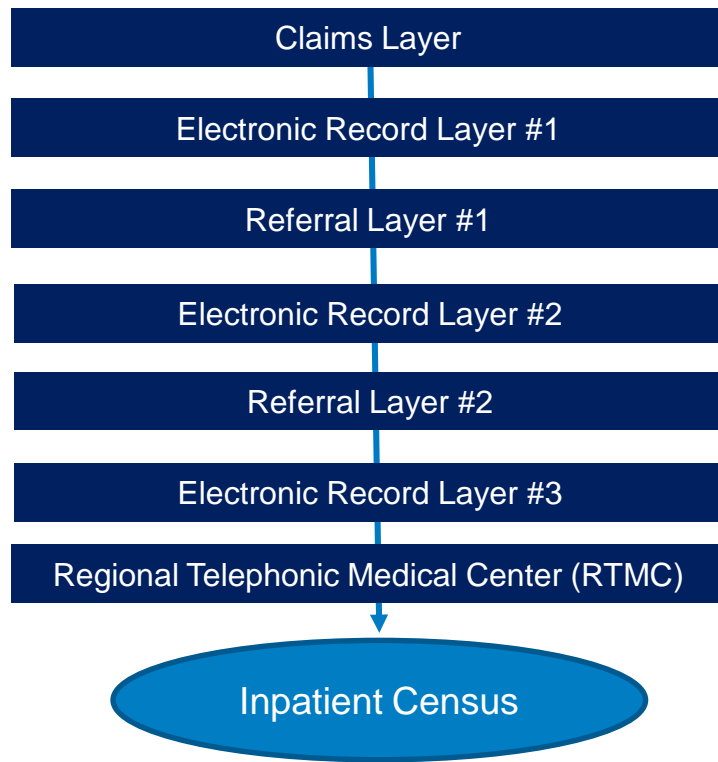 Claims Layer
Electronic Record Layer #1
Referral Layer #1
Electronic Record Layer #2
Referral Layer #2
Electronic Record Layer #3
Regional Telephonic Medical Center (RTMC)
Inpatient Census